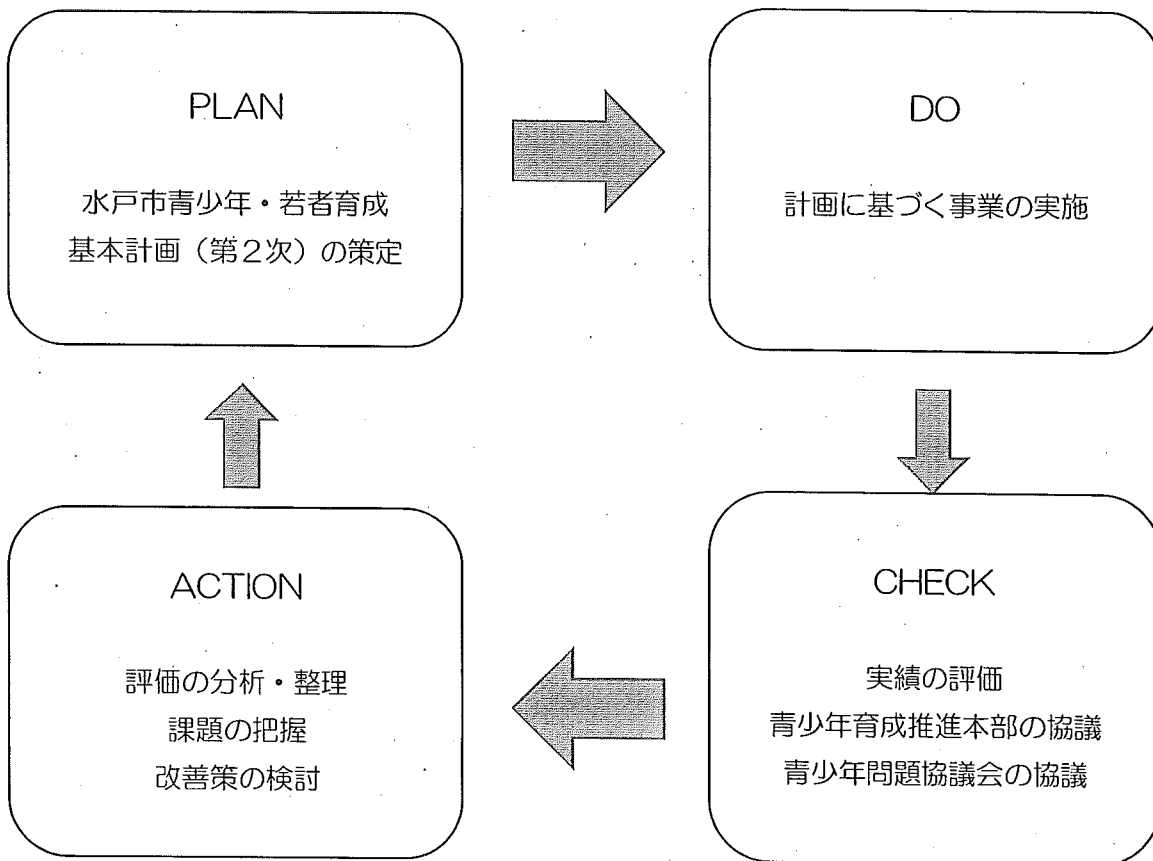 PLAN
水戸市青少年・若者育成
基本計画（第２次）の策定
DO
計画に基づく事業の実施
ACTION
評価の分析・整理
課題の把握
改善策の検討
CHECK
実績の評価
青少年育成推進本部の協議
青少年問題協議会の協議